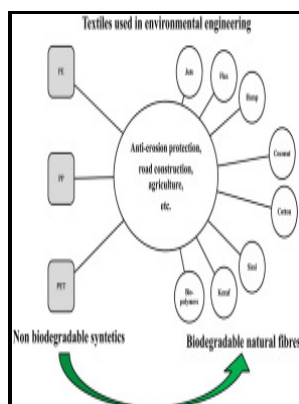 Textiles used in environmental engineering
PE
Jute
Flax
Hemp
Anti-erosion protection,
road construction,
agriculture,
etc.
Coconut
PP
Cotton
Sisal
PET
Bio-
polymers
Kenaf
Non biodegradable syntetics
Biodegradable natural fibres